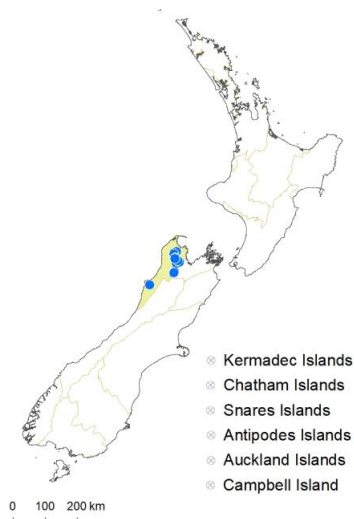 Kermadec Islands
Chatham Islands
Snares Islands
Antipodes Islands
Auckland Islands
Campbell Island
0 100 200 km